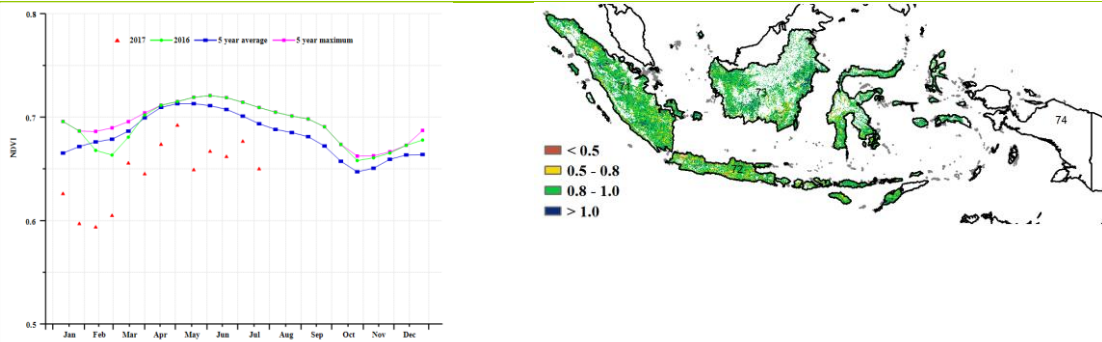 0.8
2017 2016 5 year average 5 year maximum
0.7
NDVI
0.6
0.5
Jan Feb Mar Apr May Jun Jul Aug Sep Oct Nov Dec
71
73
74
72
< 0.5
0.5 - 0.8
0.8 - 1.0
> 1.0